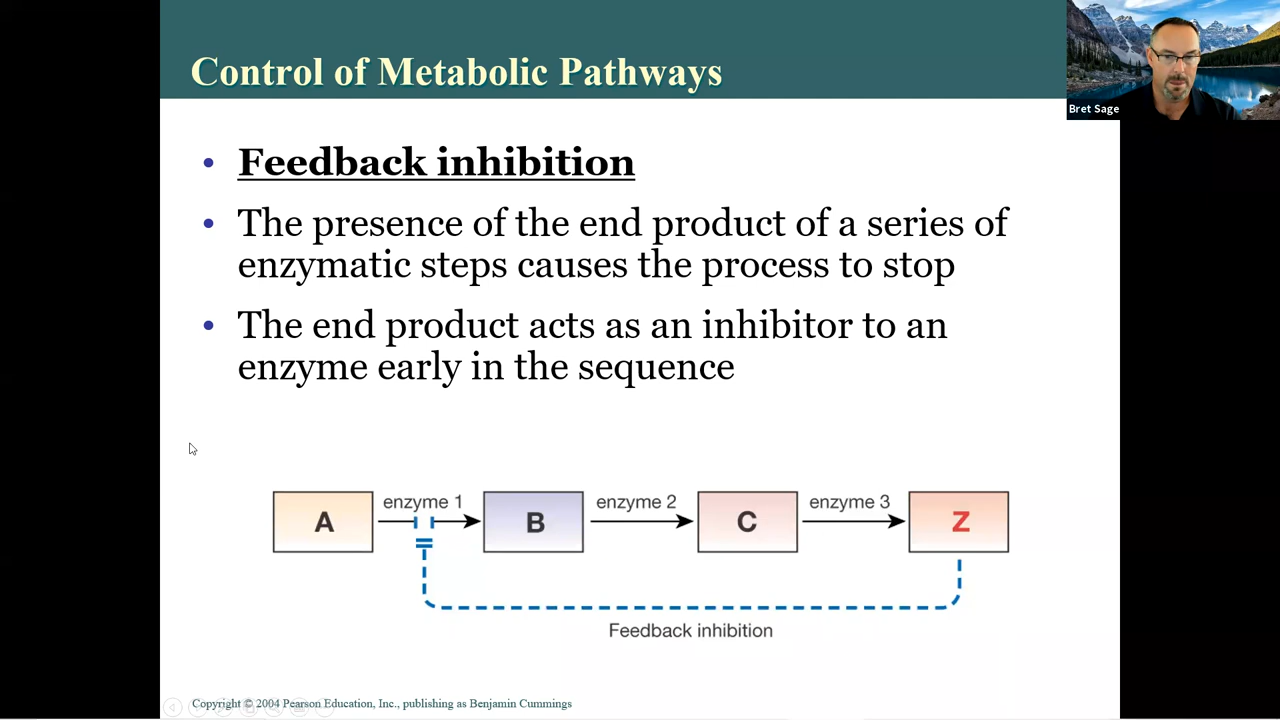 Control of Metabolic Pathways
Bret Sage
• Feedback inhibition
• The presence of the end product of a series of
enzymatic steps causes the process to stop
• The end product acts as an inhibitor to an
enzyme early in the sequence
enzyme 1 enzyme 2 enzyme 3
A B C Z
Feedback inhibition
Copyright © 2004 Pearson Education, Inc., publishing as Benjamin Cummings